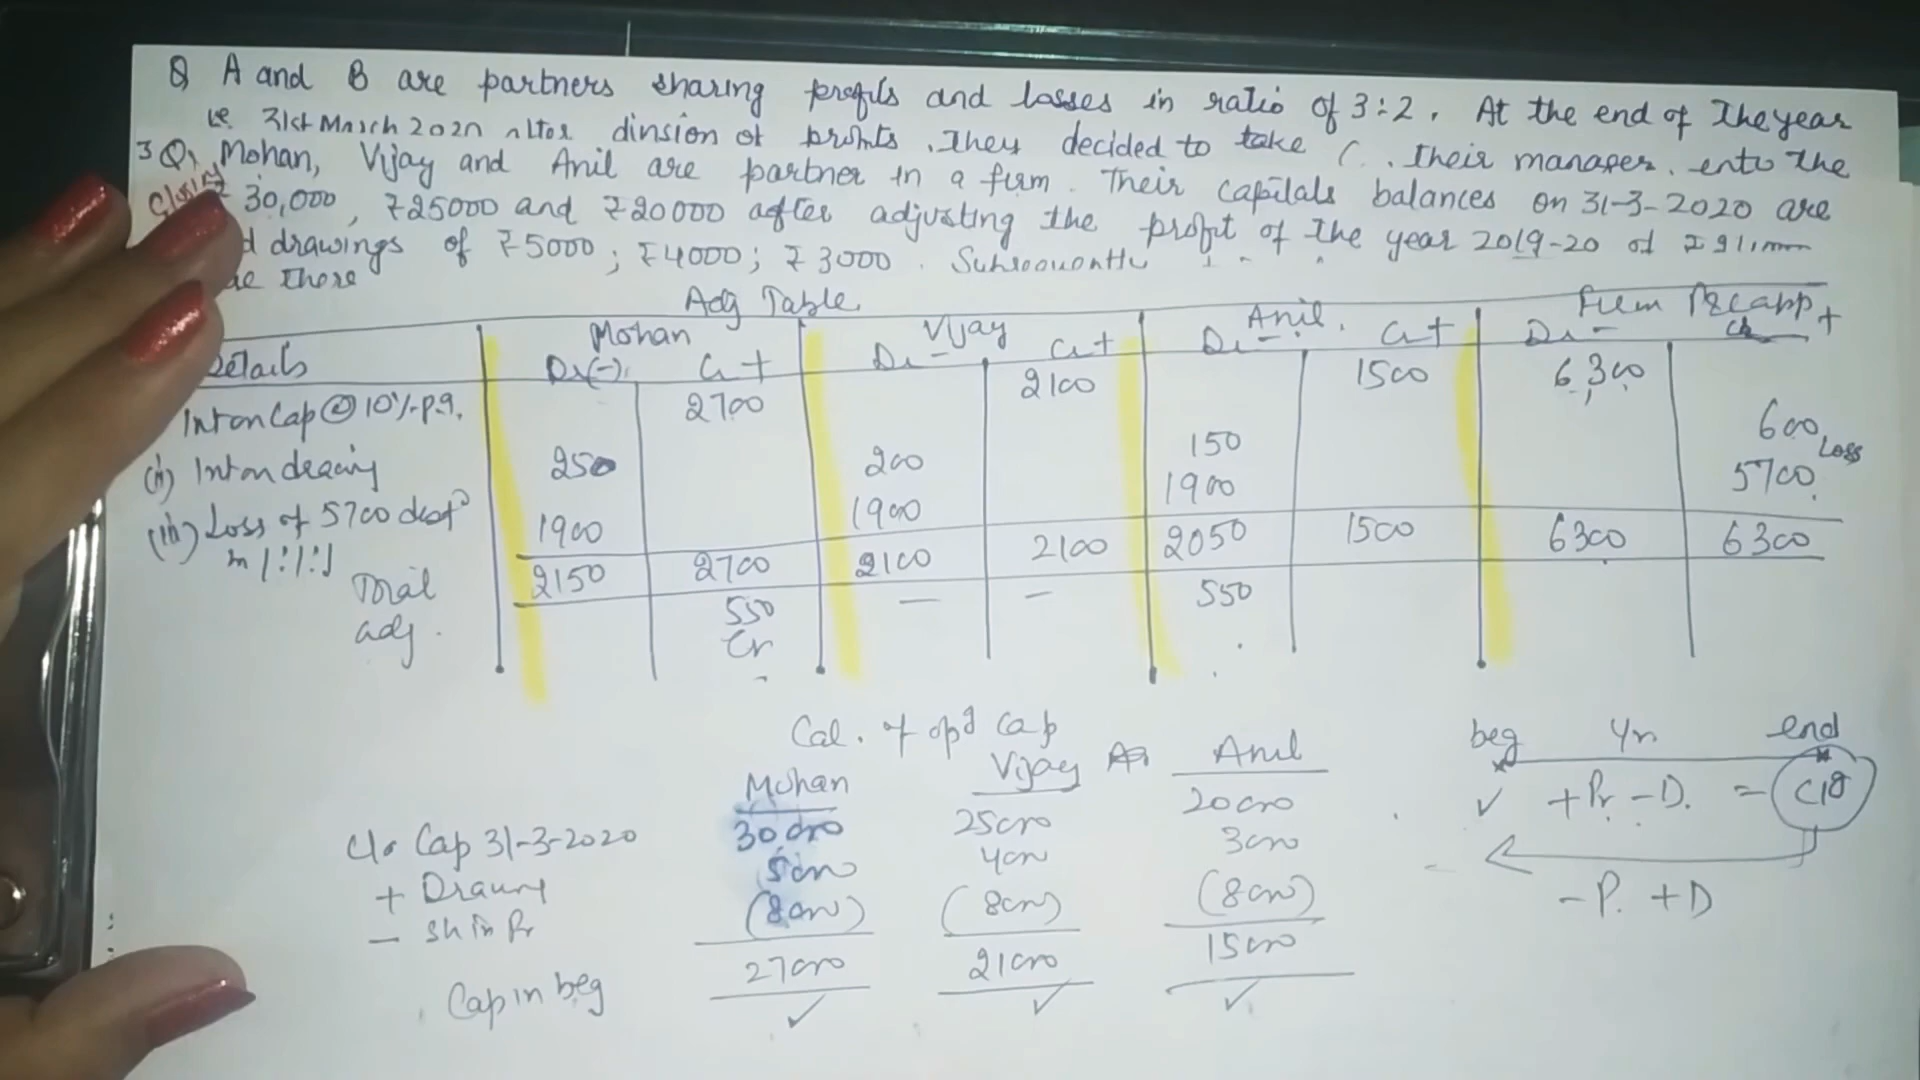 Q A and B are partners sharing profits and losses in ratio of 3:2. At the end of the year
i.e. 31st March 2020 after division of profits, they decided to take C, their manager, into the
3 Q, Mohan, Vijay and Anil are partner in a firm. Their capitals balances on 31-3-2020 are
Closing ₹ 30,000, ₹25000 and ₹20000 after adjusting the profit of the year 2019-20 of
drawings of ₹5000; ₹4000; ₹3000. Subsequently
there
Adj Table
Mohan Vijay Anil. Firm
Details Dr(-) Cr + Dr - Cr + Dr - Cr + Dr - +
Int on Cap @ 10% p.a. 2700 2100 1500 6,300
(ii) Int on drawing 250 200 150 600
(iii) Loss of 5700 1900 1900 1900 5700 Loss
in 1:1:1
Total 2150 2700 2100 2100 2050 1500 6300 6300
adj. 550 Cr — — 550
Cal. of opg cap
Mohan Vijay Anil
Clo Cap 31-3-2020 30000 25000 20000
+ Drawing 5000 4000 3000
- Sh in Pr (8000) (8000) (8000)
Cap in beg 27000 21000 15000
beg Yr end
✓ + Pr - D. = Clo
- P. + D